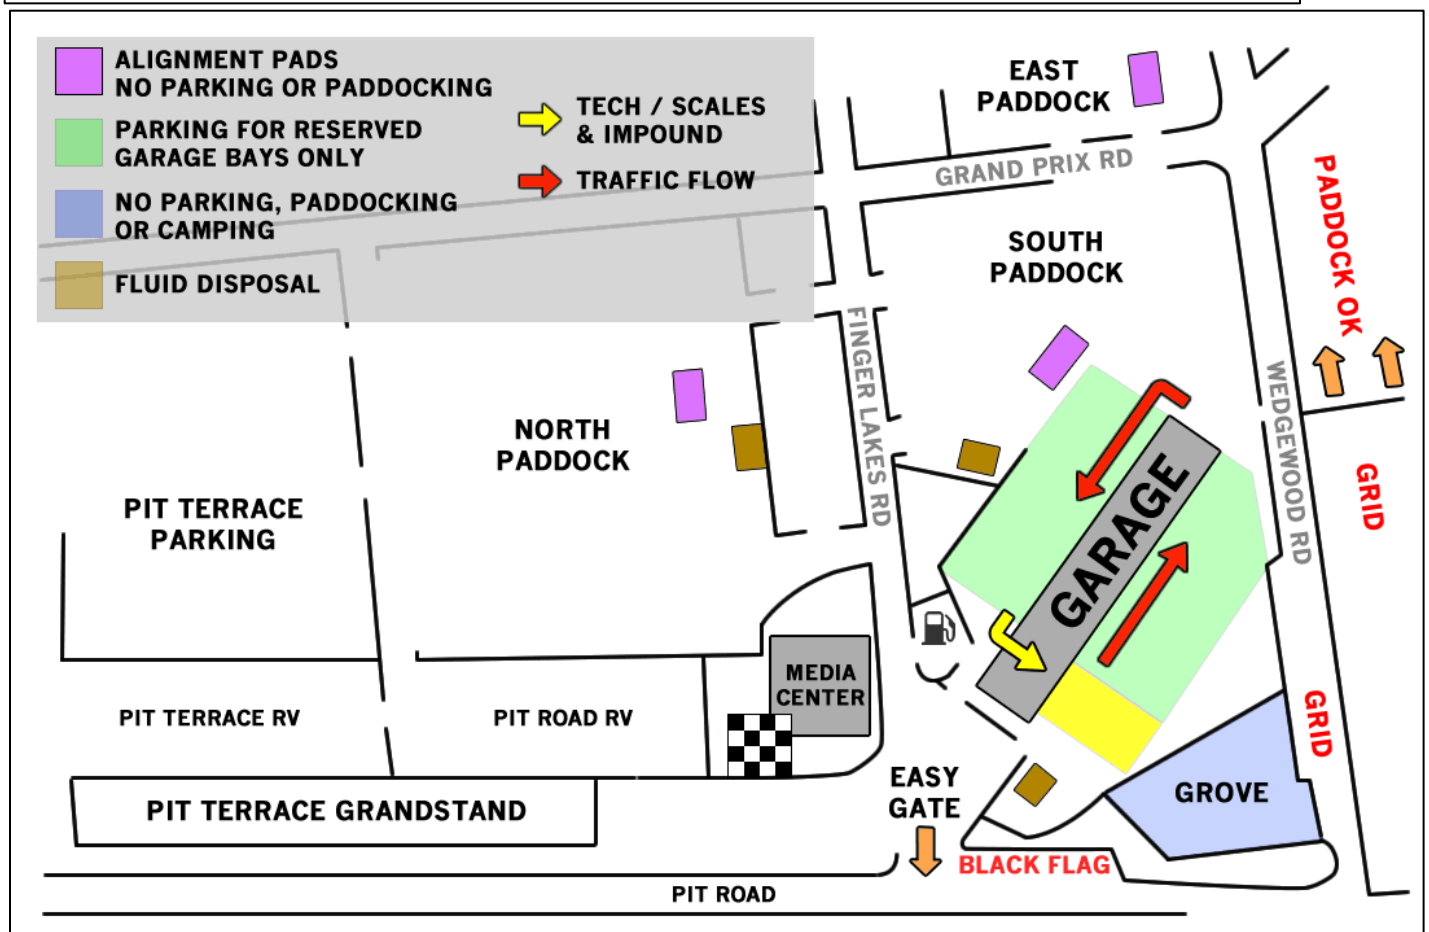 ALIGNMENT PADS
NO PARKING OR PADDOCKING
PARKING FOR RESERVED
GARAGE BAYS ONLY
NO PARKING, PADDOCKING
OR CAMPING
FLUID DISPOSAL
TECH / SCALES
& IMPOUND
TRAFFIC FLOW
EAST
PADDOCK
GRAND PRIX RD
PADDOCK OK
SOUTH
PADDOCK
FINGER LAKES RD
WEDGEWOOD RD
NORTH
PADDOCK
PIT TERRACE
PARKING
GARAGE
GRID
MEDIA
CENTER
PIT TERRACE RV
PIT ROAD RV
GRID
EASY
GATE
GROVE
PIT TERRACE GRANDSTAND
BLACK FLAG
PIT ROAD